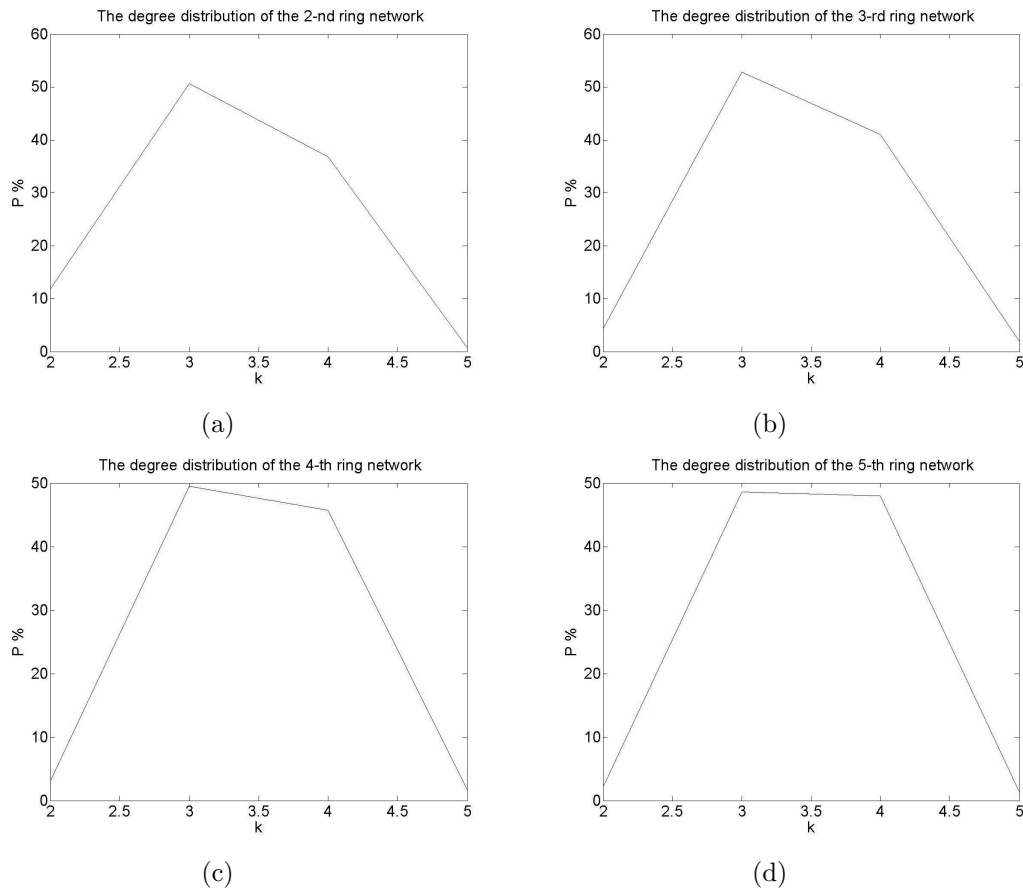 The degree distribution of the 2-nd ring network
60
50
40
30
20
10
0
P %
2 2.5 3 3.5 4 4.5 5
k
(a)
The degree distribution of the 3-rd ring network
60
50
40
30
20
10
0
P %
2 2.5 3 3.5 4 4.5 5
k
(b)
The degree distribution of the 4-th ring network
50
40
30
20
10
0
P %
2 2.5 3 3.5 4 4.5 5
k
(c)
The degree distribution of the 5-th ring network
50
40
30
20
10
0
P %
2 2.5 3 3.5 4 4.5 5
k
(d)